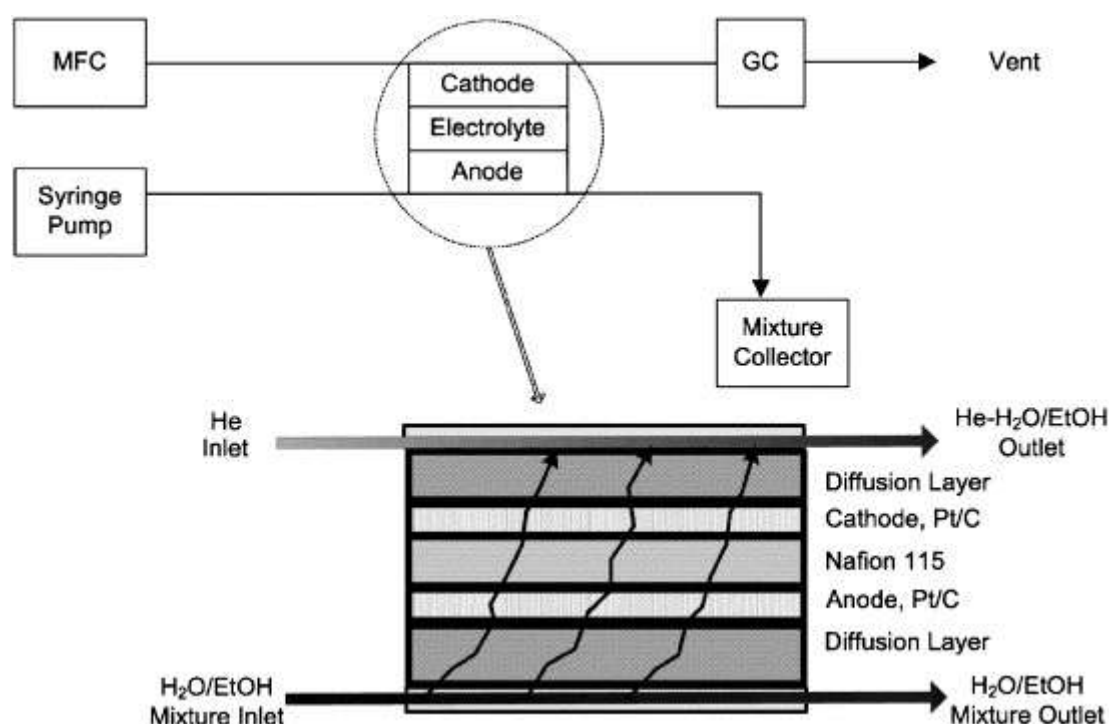 MFC
GC
Vent
Cathode
Electrolyte
Anode
Syringe
Pump
Mixture
Collector
He
Inlet
He-H₂O/EtOH
Outlet
Diffusion Layer
Cathode, Pt/C
Nafion 115
Anode, Pt/C
Diffusion Layer
H₂O/EtOH
Mixture Inlet
H₂O/EtOH
Mixture Outlet